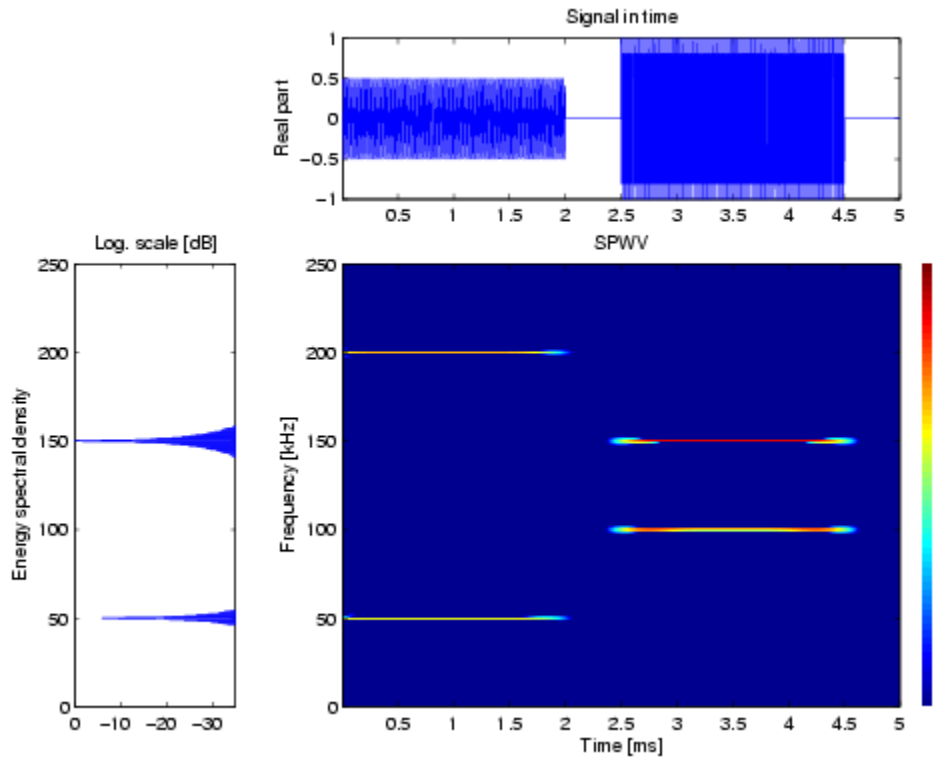 Signal in time
Real part
1
0.5
0
−0.5
−1
0.5 1 1.5 2 2.5 3 3.5 4 4.5 5
Log. scale [dB]
Energy spectral density
250
200
150
100
50
0
0 −10 −20 −30
SPWV
Frequency [kHz]
250
200
150
100
50
0
0.5 1 1.5 2 2.5 3 3.5 4 4.5 5
Time [ms]